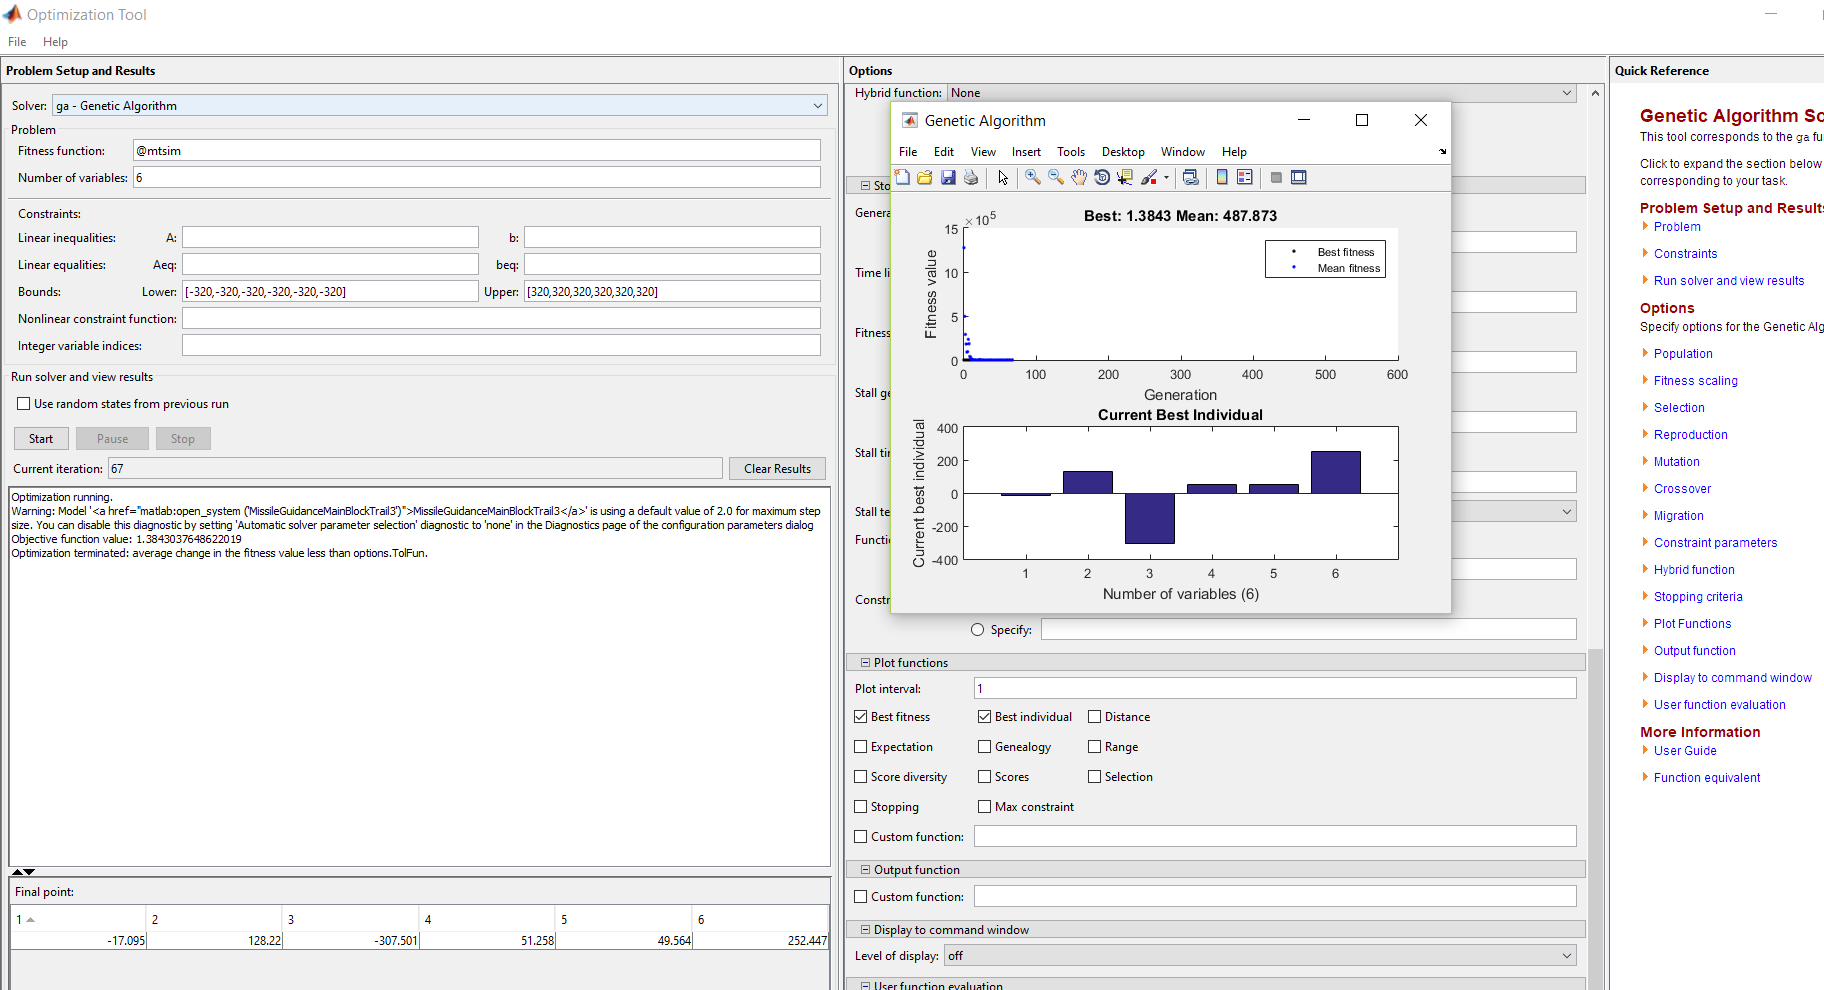 Optimization Tool
File Help
Problem Setup and Results
Solver: ga - Genetic Algorithm
Problem
Fitness function: @mtsim
Number of variables: 6
Constraints:
Linear inequalities: A: b:
Linear equalities: Aeq: beq:
Bounds: Lower: [-320,-320,-320,-320,-320,-320] Upper: [320,320,320,320,320,320]
Nonlinear constraint function:
Integer variable indices:
Run solver and view results
Use random states from previous run
Start Pause Stop
Current iteration: 67 Clear Results
Optimization running.
Warning: Model '<a href="matlab:open_system ('MissileGuidanceMainBlockTrail3')">MissileGuidanceMainBlockTrail3</a>' is using a default value of 2.0 for maximum step
size. You can disable this diagnostic by setting 'Automatic solver parameter selection' diagnostic to 'none' in the Diagnostics page of the configuration parameters dialog
Objective function value: 1.3843037648622019
Optimization terminated: average change in the fitness value less than options.TolFun.
Final point:
1 2 3 4 5 6
-17.095 128.22 -307.501 51.258 49.564 252.447
Options
Hybrid function: None
Sto
Genera
Time li
Fitness
Stall ge
Stall tir
Stall te
Functi
Constr
Specify:
Genetic Algorithm
File Edit View Insert Tools Desktop Window Help
Best: 1.3843 Mean: 487.873
×10⁵
15
10
5
0
Fitness value
Best fitness
Mean fitness
0 100 200 300 400 500 600
Generation
Current Best Individual
400
200
0
-200
-400
Current best individual
1 2 3 4 5 6
Number of variables (6)
Plot functions
Plot interval: 1
Best fitness Best individual Distance
Expectation Genealogy Range
Score diversity Scores Selection
Stopping Max constraint
Custom function:
Output function
Custom function:
Display to command window
Level of display: off
User function evaluation
Quick Reference
Genetic Algorithm So
This tool corresponds to the ga fu
Click to expand the section below
corresponding to your task.
Problem Setup and Results
Problem
Constraints
Run solver and view results
Options
Specify options for the Genetic Alg
Population
Fitness scaling
Selection
Reproduction
Mutation
Crossover
Migration
Constraint parameters
Hybrid function
Stopping criteria
Plot Functions
Output function
Display to command window
User function evaluation
More Information
User Guide
Function equivalent